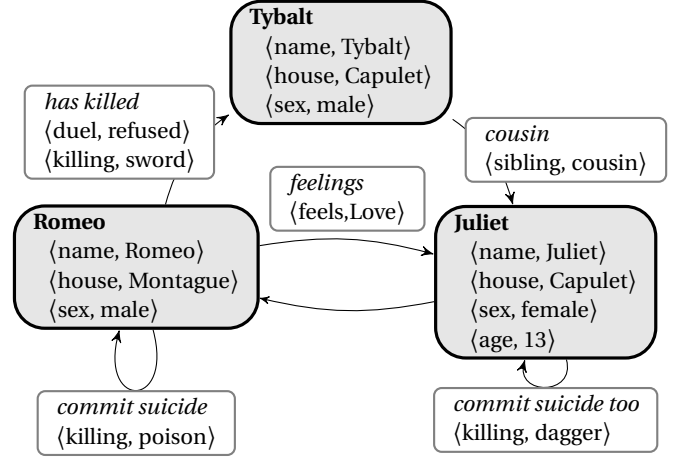 Tybalt
⟨name, Tybalt⟩
⟨house, Capulet⟩
⟨sex, male⟩
has killed
⟨duel, refused⟩
⟨killing, sword⟩
cousin
⟨sibling, cousin⟩
feelings
⟨feels,Love⟩
Romeo
⟨name, Romeo⟩
⟨house, Montague⟩
⟨sex, male⟩
Juliet
⟨name, Juliet⟩
⟨house, Capulet⟩
⟨sex, female⟩
⟨age, 13⟩
commit suicide
⟨killing, poison⟩
commit suicide too
⟨killing, dagger⟩